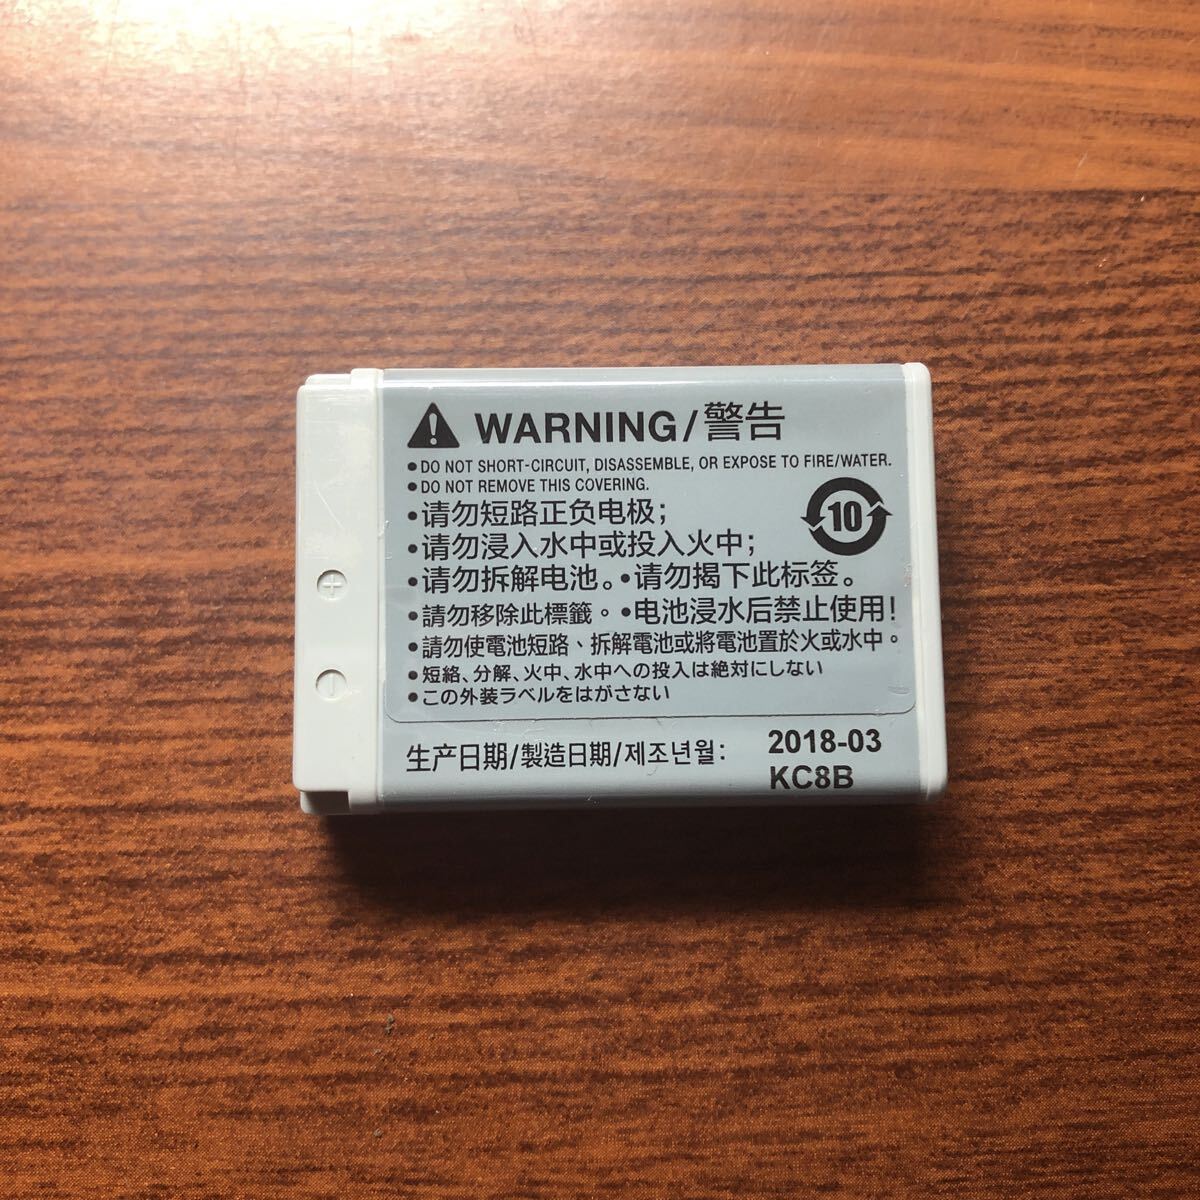 WARNING/警告
●DO NOT SHORT-CIRCUIT, DISASSEMBLE, OR EXPOSE TO FIRE/WATER.
●DO NOT REMOVE THIS COVERING.
●请勿短路正负电极;
10
●请勿浸入水中或投入火中;
●请勿拆解电池。●请勿揭下此标签。
●請勿移除此標籤。●电池浸水后禁止使用!
●請勿使電池短路、拆解電池或將電池置於火或水中。
●短絡、分解、火中、水中への投入は絶対にしない
●この外装ラベルをはがさない
生产日期/製造日期/제조년월: 2018-03
KC8B
+
−